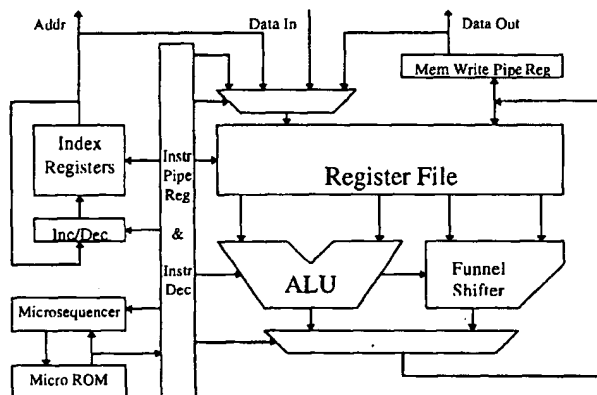 Addr
Data In
Data Out
Mem Write Pipe Reg
Index
Registers
Instr
Pipe
Reg
&
Instr
Dec
Register File
Inc/Dec
ALU
Funnel
Shifter
Microsequencer
Micro ROM